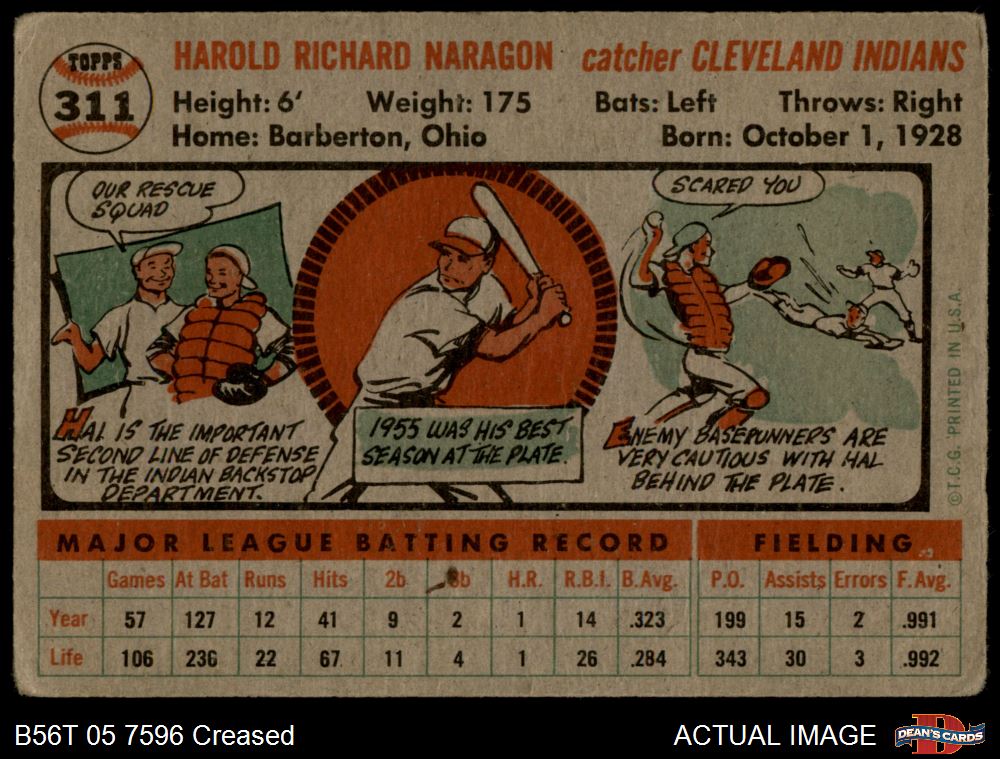 TOPPS
311
HAROLD RICHARD NARAGON catcher CLEVELAND INDIANS
Height: 6' Weight: 175 Bats: Left Throws: Right
Home: Barberton, Ohio Born: October 1, 1928
OUR RESCUE
SQUAD
HAL IS THE IMPORTANT
SECOND LINE OF DEFENSE
IN THE INDIAN BACKSTOP
DEPARTMENT.
1955 WAS HIS BEST
SEASON AT THE PLATE.
SCARED YOU
ENEMY BASERUNNERS ARE
VERY CAUTIOUS WITH HAL
BEHIND THE PLATE.
©T.C.G. PRINTED IN U.S.A.
MAJOR LEAGUE BATTING RECORD FIELDING
Games At Bat Runs Hits 2b 3b H.R. R.B.I. B.Avg. P.O. Assists Errors F.Avg.
Year 57 127 12 41 9 2 1 14 .323 199 15 2 .991
Life 106 236 22 67 11 4 1 26 .284 343 30 3 .992
B56T 05 7596 Creased ACTUAL IMAGE
D
DEAN'S CARDS